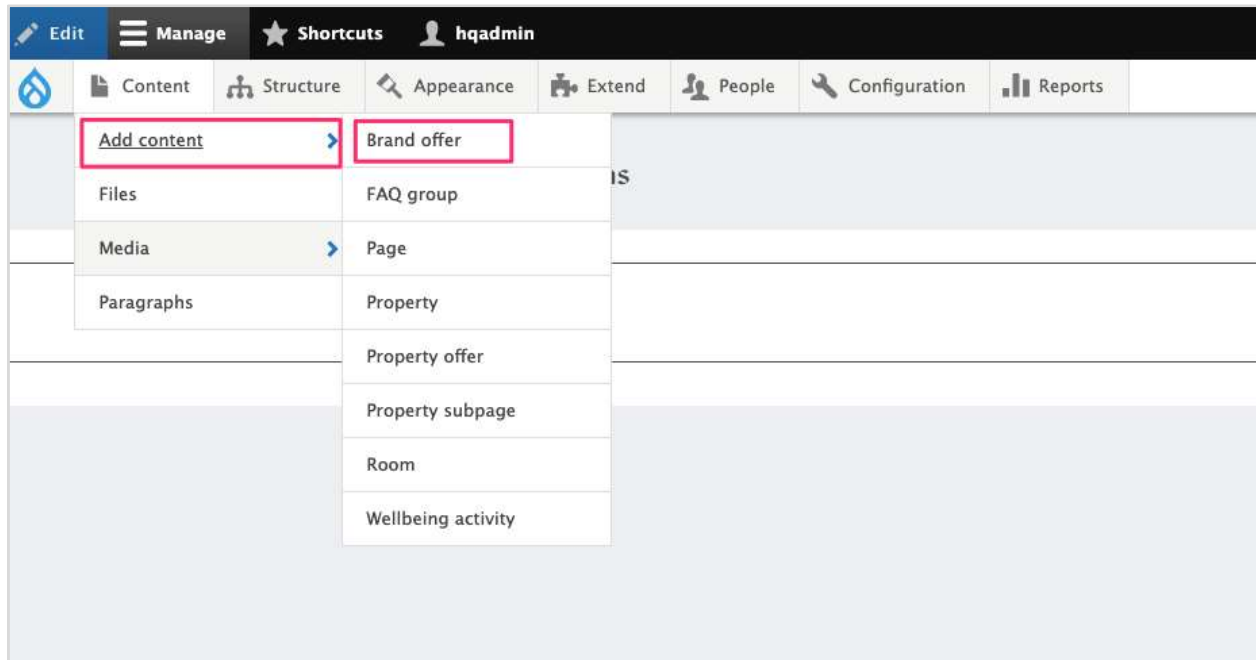 Edit Manage Shortcuts hqadmin
Content Structure Appearance Extend People Configuration Reports
Add content Brand offer
Files FAQ group
Media Page
Paragraphs Property
Property offer
Property subpage
Room
Wellbeing activity